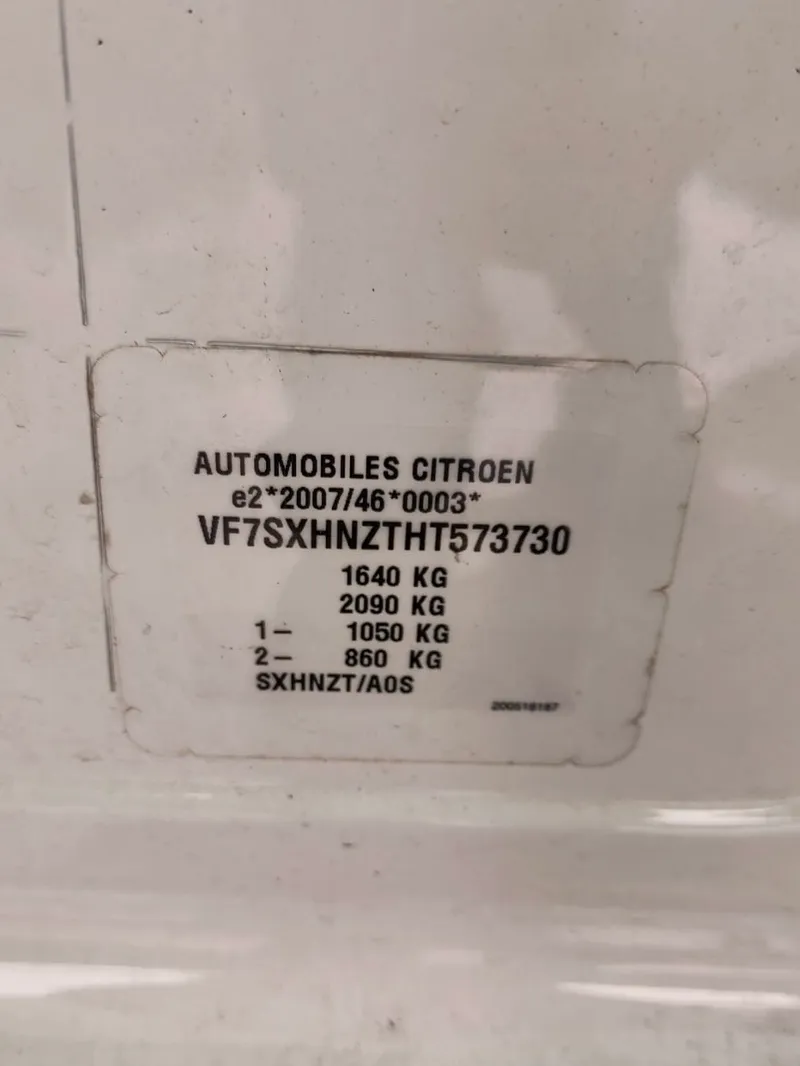 AUTOMOBILES CITROEN
e2*2007/46*0003*
VF7SXHNZTHT573730
1640 KG
2090 KG
1- 1050 KG
2- 860 KG
SXHNZT/A0S